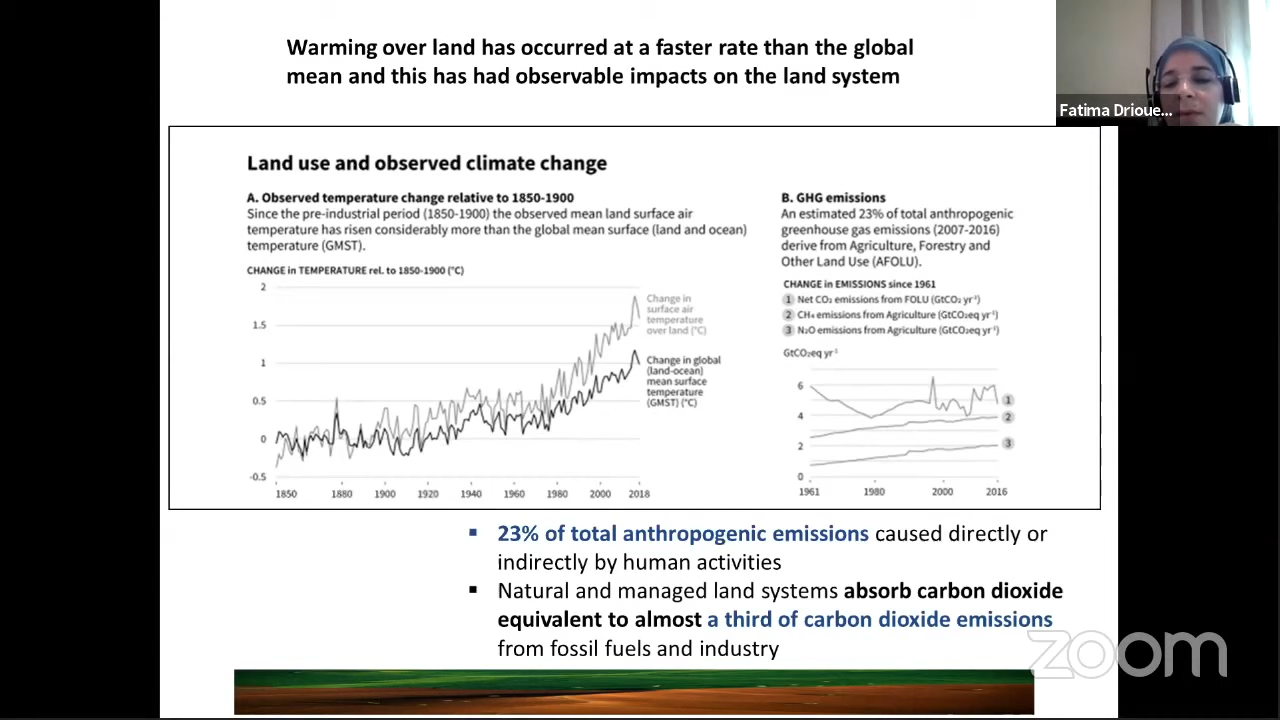 Warming over land has occurred at a faster rate than the global
mean and this has had observable impacts on the land system
Fatima Drioue...
Land use and observed climate change
A. Observed temperature change relative to 1850-1900
Since the pre-industrial period (1850-1900) the observed mean land surface air
temperature has risen considerably more than the global mean surface (land and ocean)
temperature (GMST).
CHANGE in TEMPERATURE rel. to 1850-1900 (°C)
2
1.5
1
0.5
0
-0.5
1850
1880
1900
1920
1940
1960
1980
2000
2018
Change in
surface air
temperature
over land (°C)
Change in global
(land-ocean)
mean surface
temperature
(GMST) (°C)
B. GHG emissions
An estimated 23% of total anthropogenic
greenhouse gas emissions (2007-2016)
derive from Agriculture, Forestry and
Other Land Use (AFOLU).
CHANGE in EMISSIONS since 1961
1 Net CO₂ emissions from FOLU (GtCO₂ yr⁻¹)
2 CH₄ emissions from Agriculture (GtCO₂eq yr⁻¹)
3 N₂O emissions from Agriculture (GtCO₂eq yr⁻¹)
GtCO₂eq yr⁻¹
6
4
2
0
1
2
3
1961
1980
2000
2016
▪ 23% of total anthropogenic emissions caused directly or
indirectly by human activities
▪ Natural and managed land systems absorb carbon dioxide
equivalent to almost a third of carbon dioxide emissions
from fossil fuels and industry
zoom